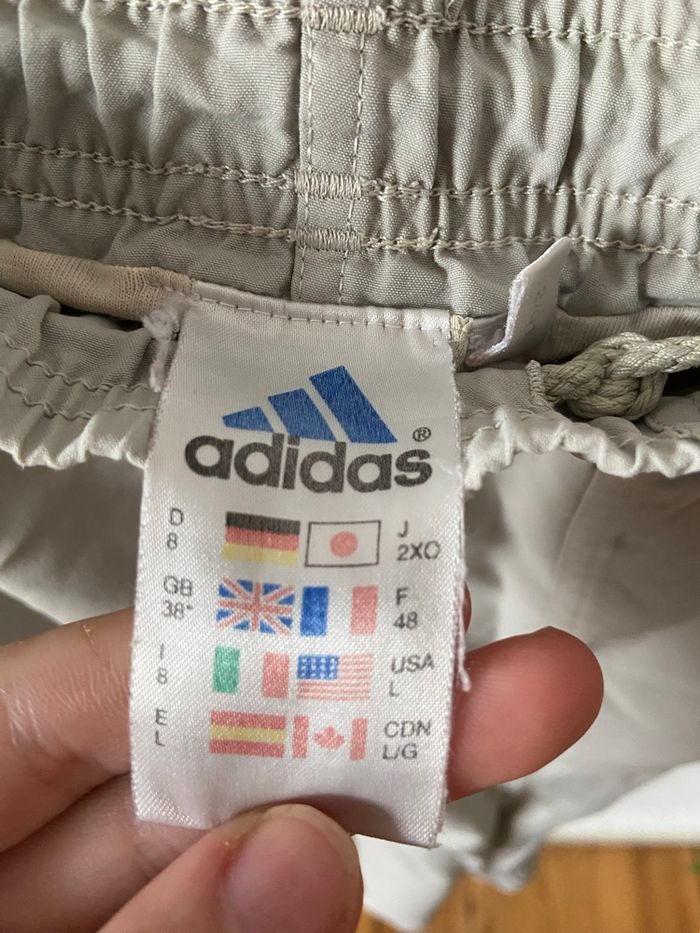 adidas®
D J
8 2XO
GB F
38" 48
I USA
8 L
E CDN
L L/G